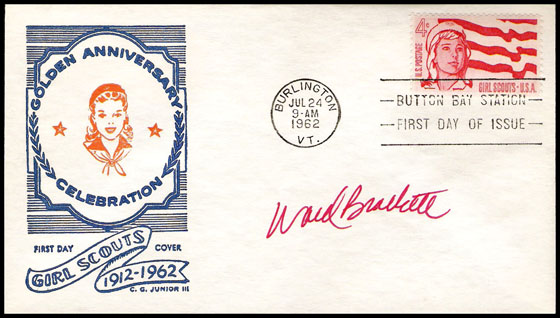 GOLDEN ANNIVERSARY
CELEBRATION
FIRST DAY COVER
GIRL SCOUTS
1912-1962
C. G. JUNIOR III
4¢
U.S. POSTAGE
GIRL SCOUTS·U.S.A.
BURLINGTON
JUL 24
9-AM
1962
VT.
BUTTON BAY STATION
FIRST DAY OF ISSUE
Ward Brackett